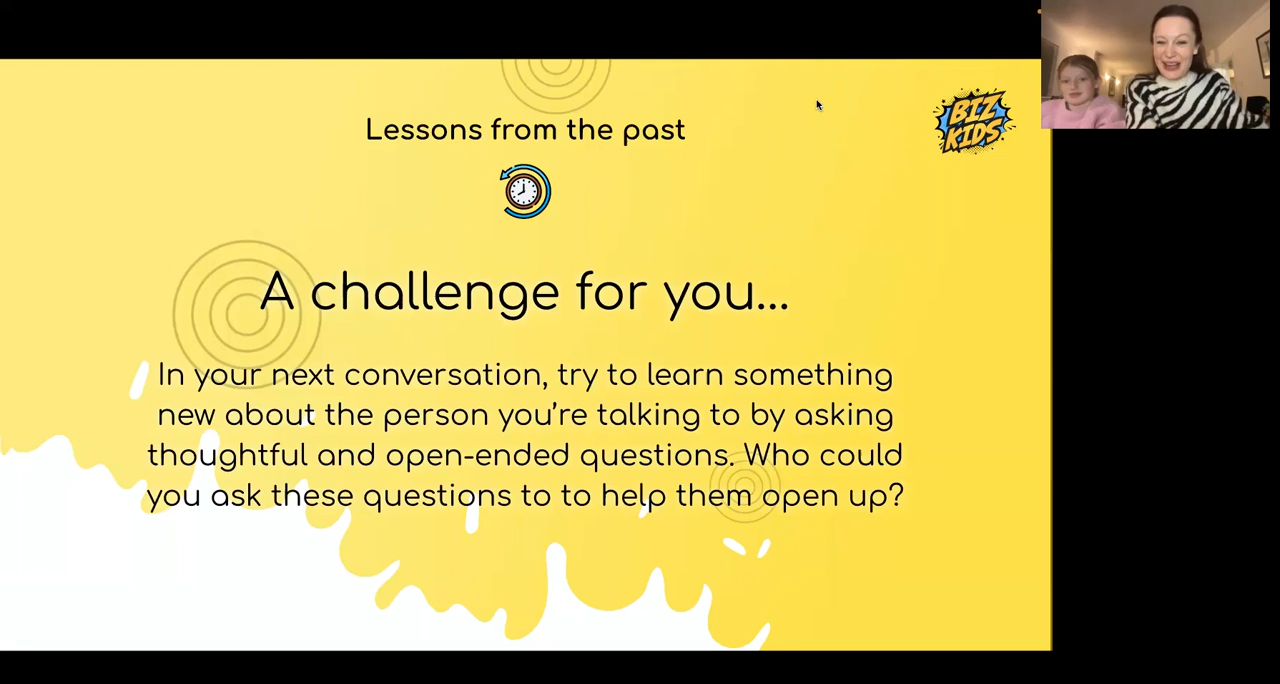 Lessons from the past
BIZ
KIDS
A challenge for you...
In your next conversation, try to learn something
new about the person you’re talking to by asking
thoughtful and open-ended questions. Who could
you ask these questions to to help them open up?